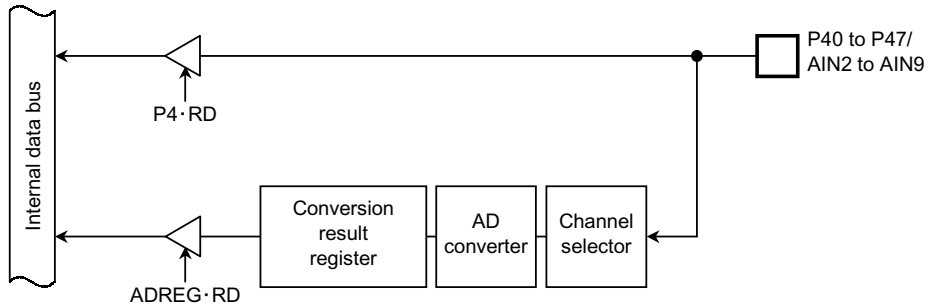 P40 to P47/
AIN2 to AIN9
P4·RD
Internal data bus
Conversion
result
register
AD
converter
Channel
selector
ADREG·RD